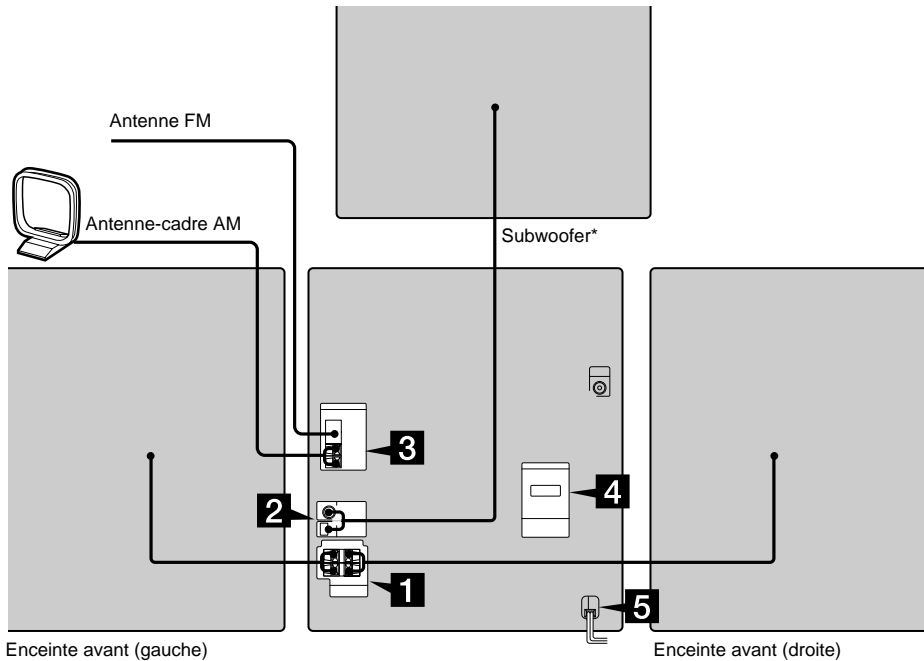 Antenne FM
Antenne-cadre AM
Subwoofer*
3
4
2
1
5
Enceinte avant (gauche)
Enceinte avant (droite)